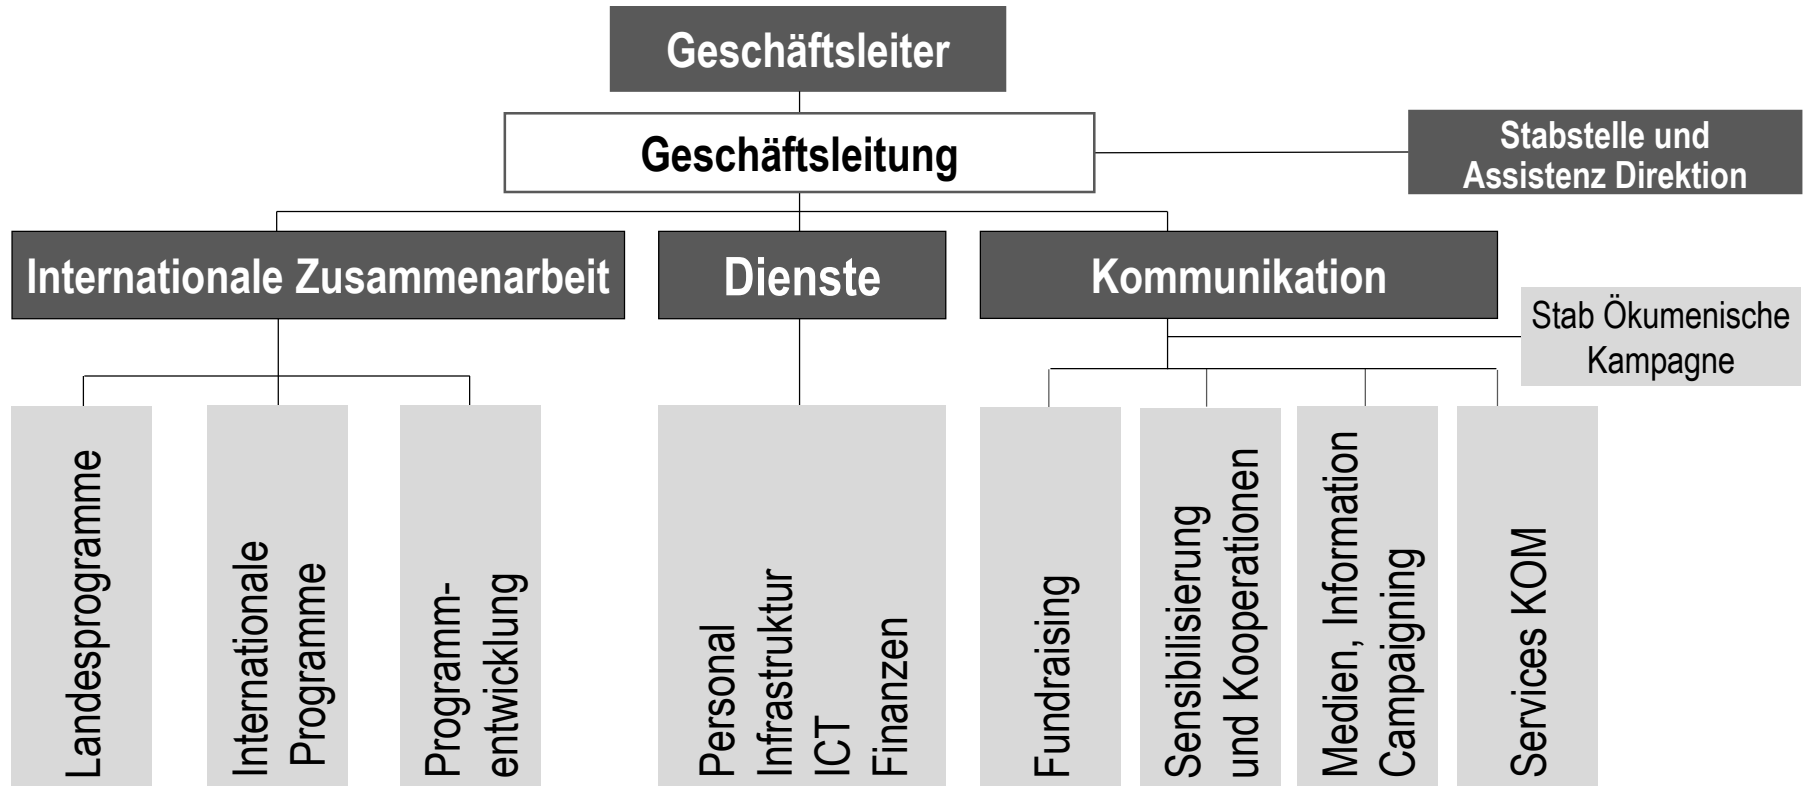 Geschäftsleiter
Geschäftsleitung
Stabstelle und
Assistenz Direktion
Internationale Zusammenarbeit
Dienste
Kommunikation
Stab Ökumenische
Kampagne
Landesprogramme
Internationale
Programme
Programm-
entwicklung
Personal
Infrastruktur
ICT
Finanzen
Fundraising
Sensibilisierung
und Kooperationen
Medien, Information
Campaigning
Services KOM